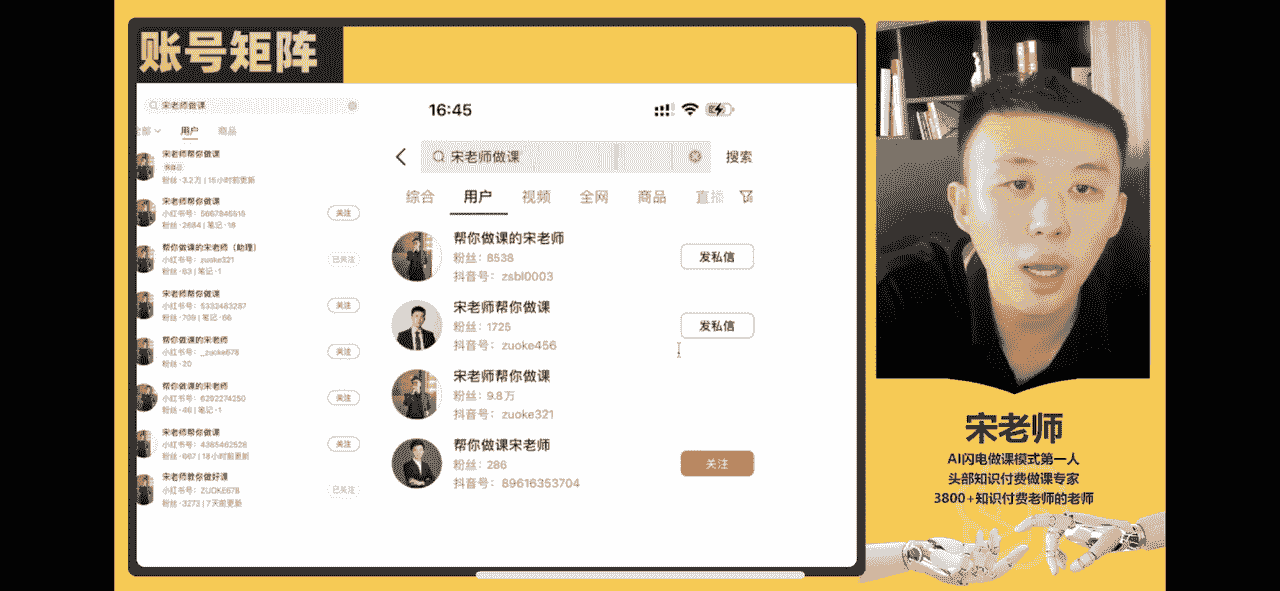 账号矩阵
宋老师做课
用户
商品
宋老师帮你做课
粉丝·3.2万 | 15小时前更新
宋老师帮你做课
小红书号：5667846515
粉丝·2684 | 笔记·18
关注
帮你做课的宋老师（助理）
小红书号：zuoke321
粉丝·63 | 笔记·1
已关注
宋老师帮你做课
小红书号：5332483287
粉丝·709 | 笔记·66
关注
帮你做课的宋老师
小红书号：_zuoke678
粉丝·20
关注
帮你做课的宋老师
小红书号：6292274250
粉丝·46 | 笔记·1
关注
宋老师帮你做课
小红书号：4385462528
粉丝·667 | 18小时前更新
关注
宋老师教你做好课
小红书号：ZUOKE678
粉丝·3273 | 7天前更新
已关注
16:45
宋老师做课
搜索
综合 用户 视频 全网 商品 直播
帮你做课的宋老师
粉丝：8538
抖音号：zsbl0003
发私信
宋老师帮你做课
粉丝：1725
抖音号：zuoke456
发私信
宋老师帮你做课
粉丝：9.8万
抖音号：zuoke321
帮你做课宋老师
粉丝：286
抖音号：89616353704
关注
宋老师
AI闪电做课模式第一人
头部知识付费做课专家
3800+知识付费老师的老师